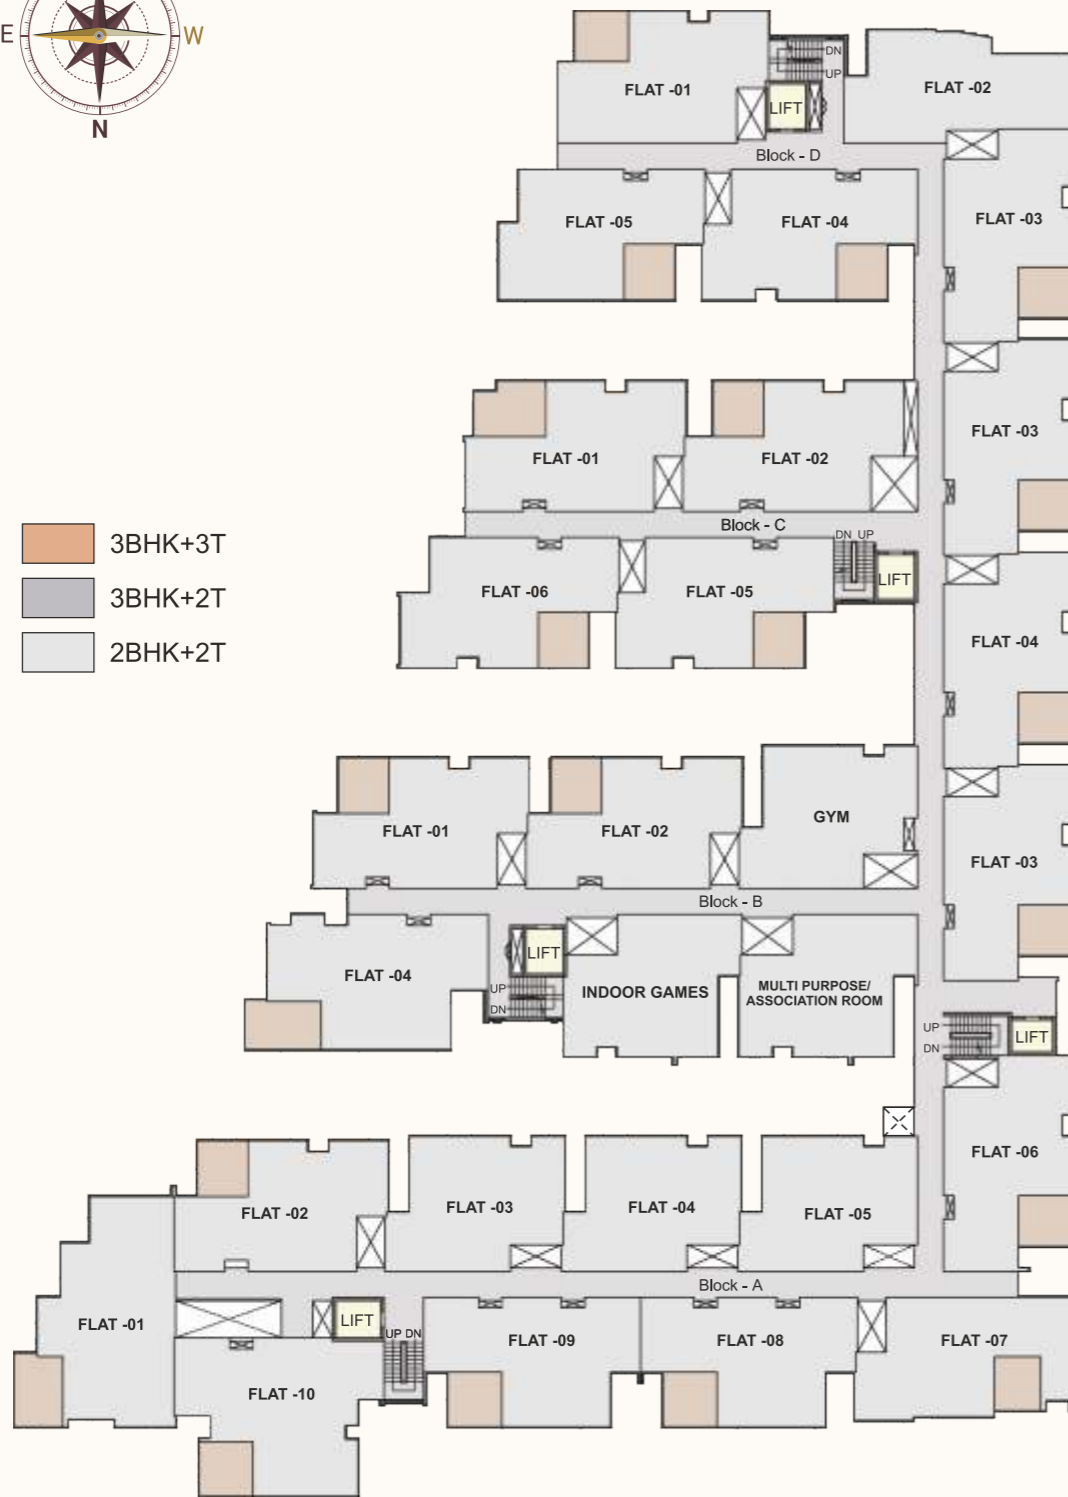 E
W
N
FLAT -01
DN
UP
LIFT
FLAT -02
Block - D
FLAT -05
FLAT -04
FLAT -03
FLAT -01
FLAT -02
FLAT -03
Block - C
DN UP
LIFT
FLAT -06
FLAT -05
3BHK+3T
3BHK+2T
2BHK+2T
FLAT -04
FLAT -01
FLAT -02
GYM
FLAT -03
Block - B
FLAT -04
LIFT
UP
DN
INDOOR GAMES
MULTI PURPOSE/
ASSOCIATION ROOM
UP
DN
LIFT
FLAT -06
FLAT -02
FLAT -03
FLAT -04
FLAT -05
Block - A
FLAT -01
LIFT
UP DN
FLAT -09
FLAT -08
FLAT -07
FLAT -10